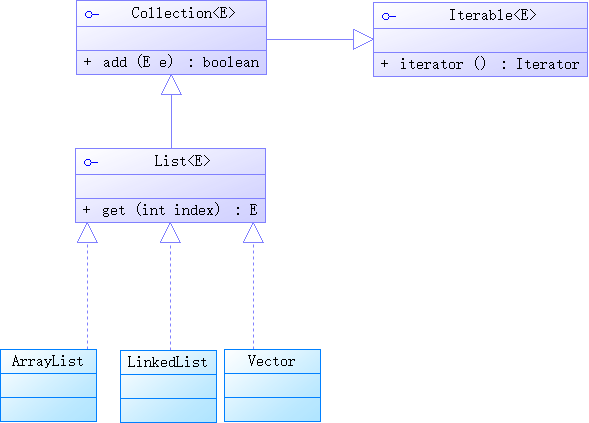 Collection<E>
+ add (E e) : boolean
Iterable<E>
+ iterator () : Iterator
List<E>
+ get (int index) : E
ArrayList
LinkedList
Vector